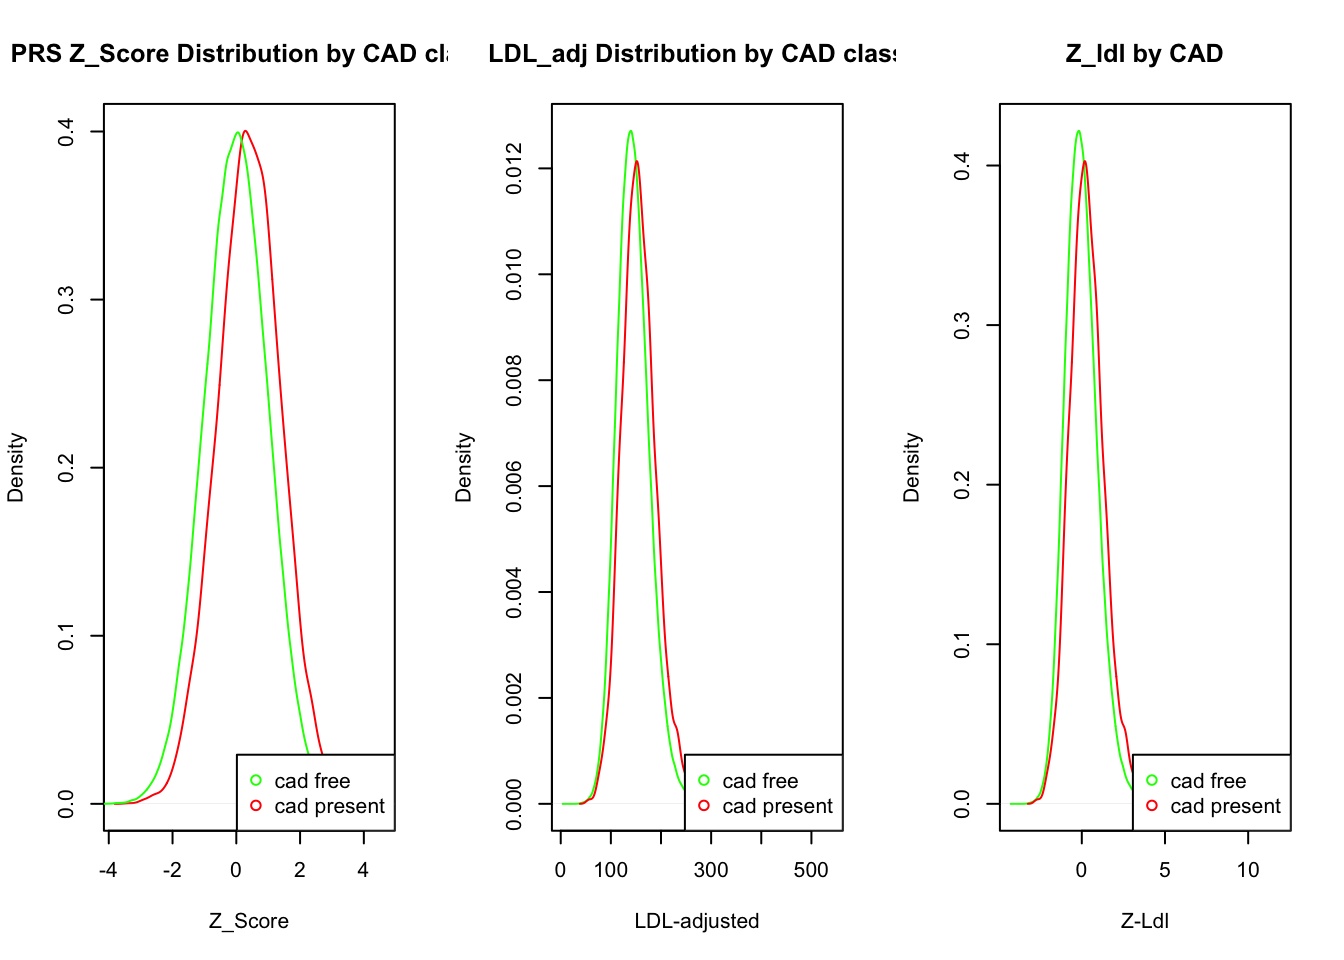 PRS Z_Score Distribution by CAD cla
Density
0.0
0.1
0.2
0.3
0.4
-4
-2
0
2
4
Z_Score
cad free
cad present
LDL_adj Distribution by CAD class
Density
0.000
0.002
0.004
0.006
0.008
0.010
0.012
0
100
300
500
LDL-adjusted
cad free
cad present
Z_ldl by CAD
Density
0.0
0.1
0.2
0.3
0.4
0
5
10
Z-Ldl
cad free
cad present